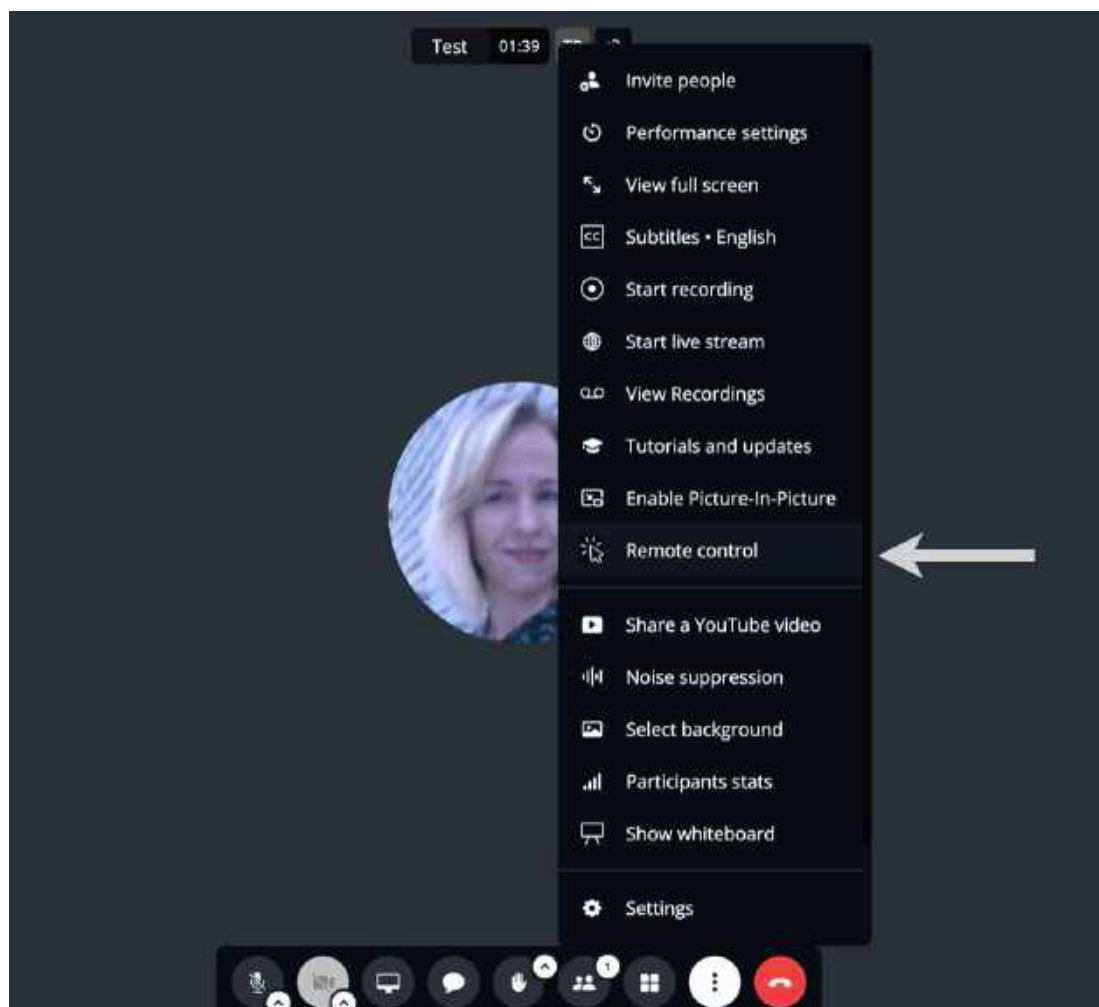 Test 01:39
Invite people
Performance settings
View full screen
CC Subtitles • English
Start recording
Start live stream
View Recordings
Tutorials and updates
Enable Picture-In-Picture
Remote control
Share a YouTube video
Noise suppression
Select background
Participants stats
Show whiteboard
Settings
1